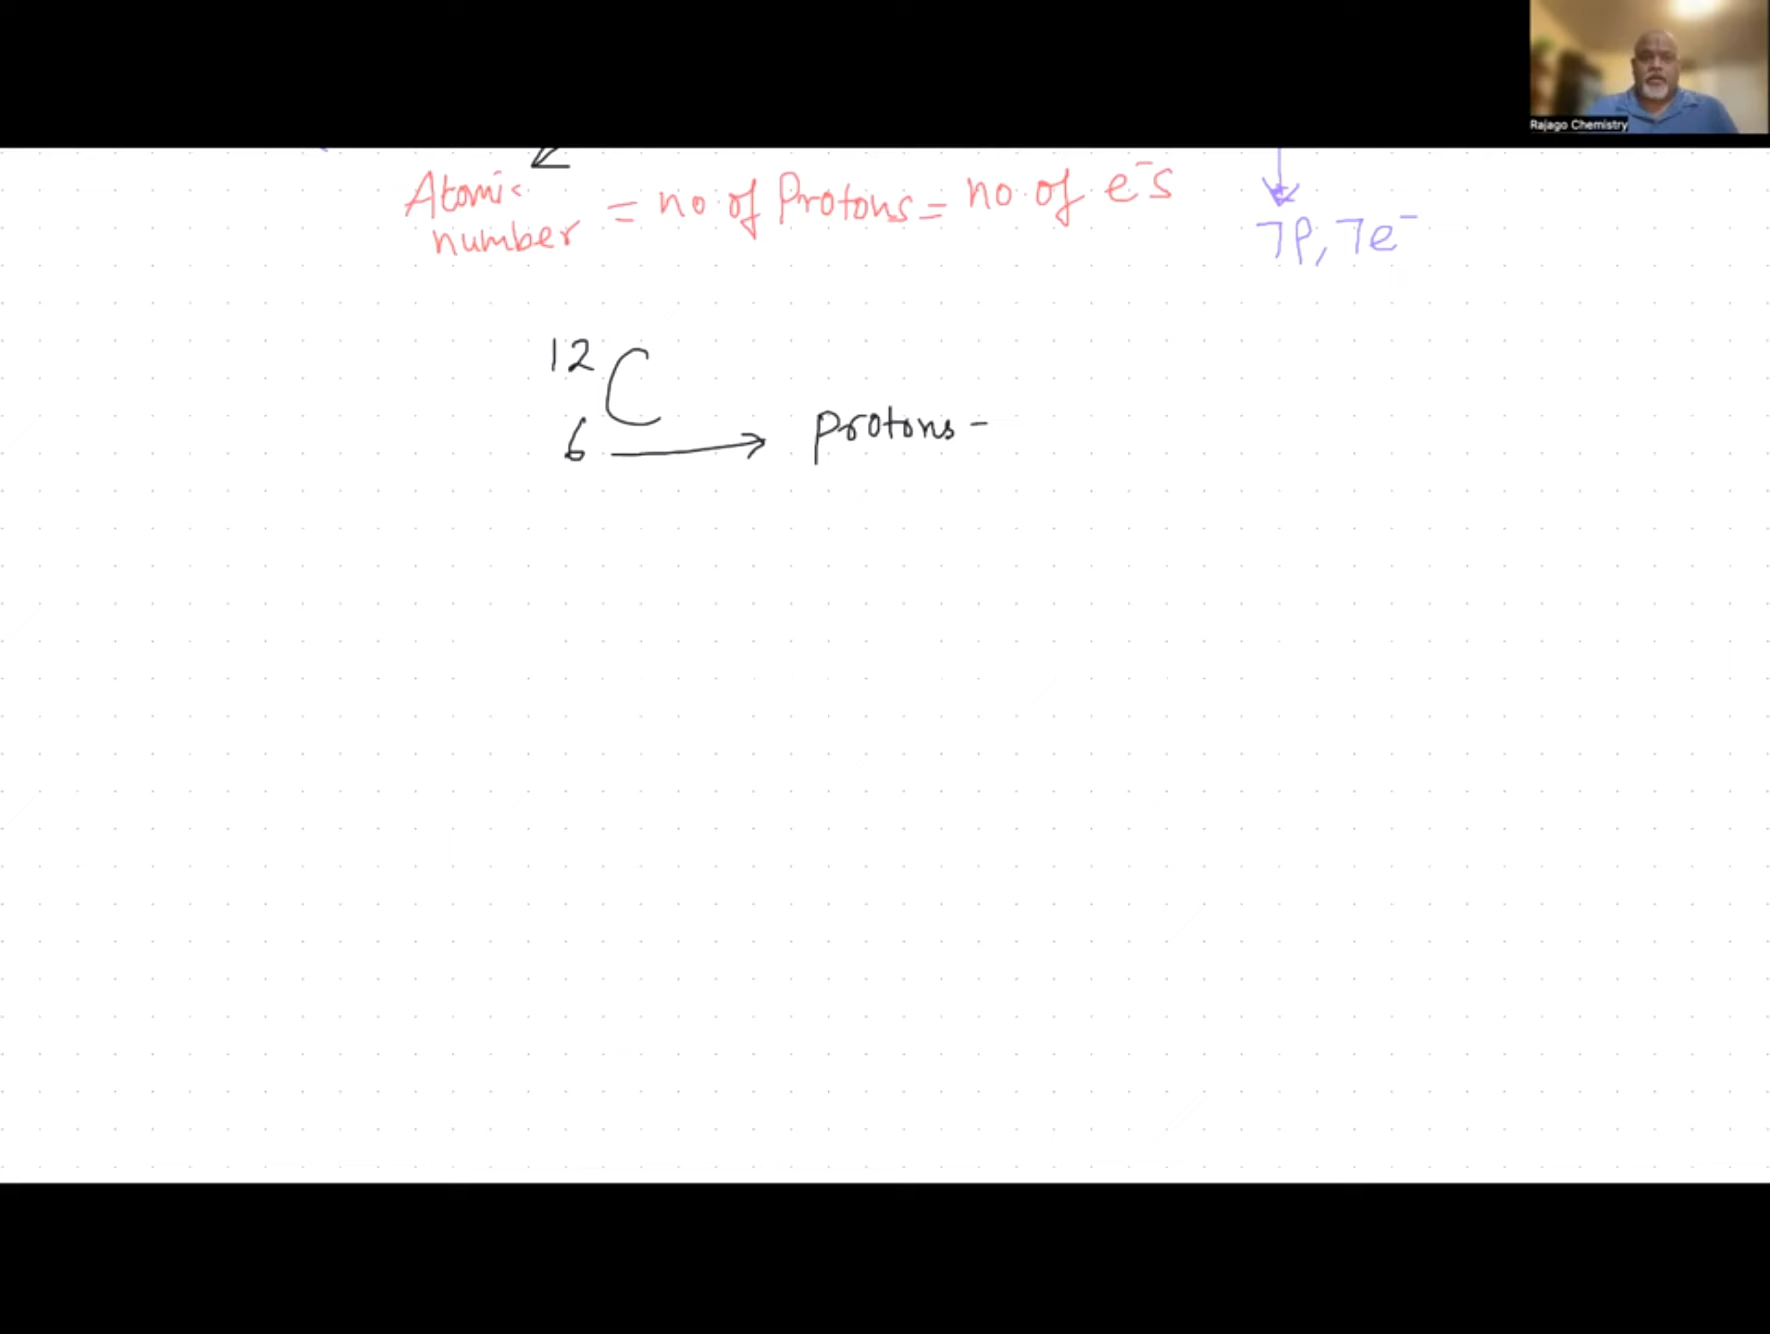 Rajago Chemistry
Atomic
number = no. of Protons = no. of e⁻s
7p, 7e⁻
12
C
6 → protons -